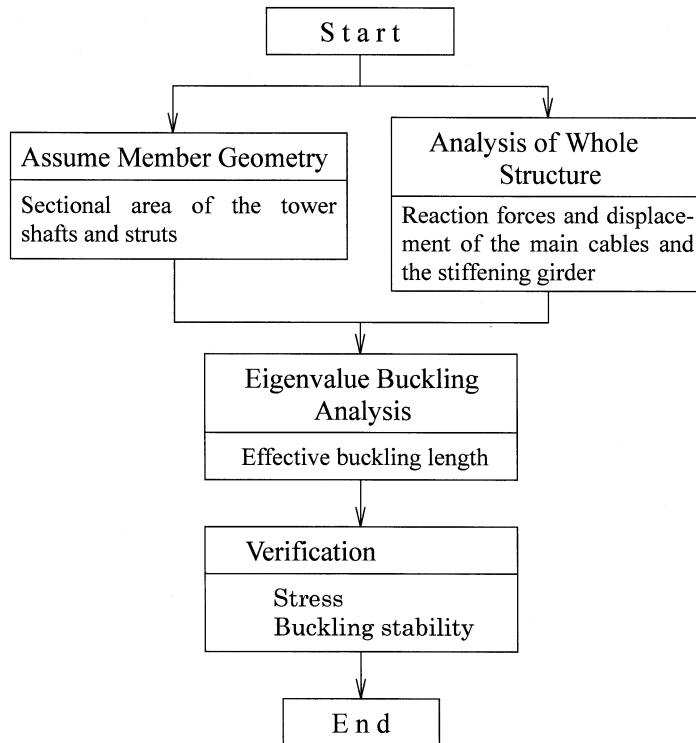 Start
Assume Member Geometry
Sectional area of the tower
shafts and struts
Analysis of Whole
Structure
Reaction forces and displace-
ment of the main cables and
the stiffening girder
Eigenvalue Buckling
Analysis
Effective buckling length
Verification
Stress
Buckling stability
End